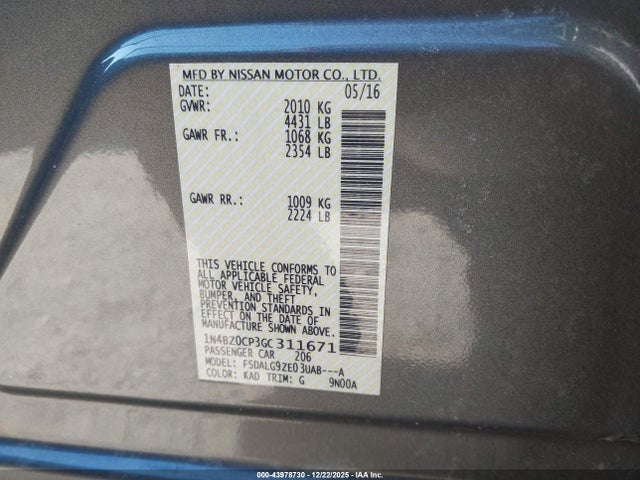 MFD BY NISSAN MOTOR CO., LTD.
DATE: 05/16
GVWR: 2010 KG
4431 LB
GAWR FR.: 1068 KG
2354 LB
GAWR RR.: 1009 KG
2224 LB
THIS VEHICLE CONFORMS TO
ALL APPLICABLE FEDERAL
MOTOR VEHICLE SAFETY,
BUMPER, AND THEFT
PREVENTION STANDARDS IN
EFFECT ON THE DATE OF
MANUFACTURE SHOWN ABOVE.
1N4BZ0CP3GC 311671
PASSENGER CAR 206
MODEL: FSDALG9ZE03UAB---A
COLOR: KAD TRIM: G 9N00A
000-43978730 - 12/22/2025 - IAA Inc.